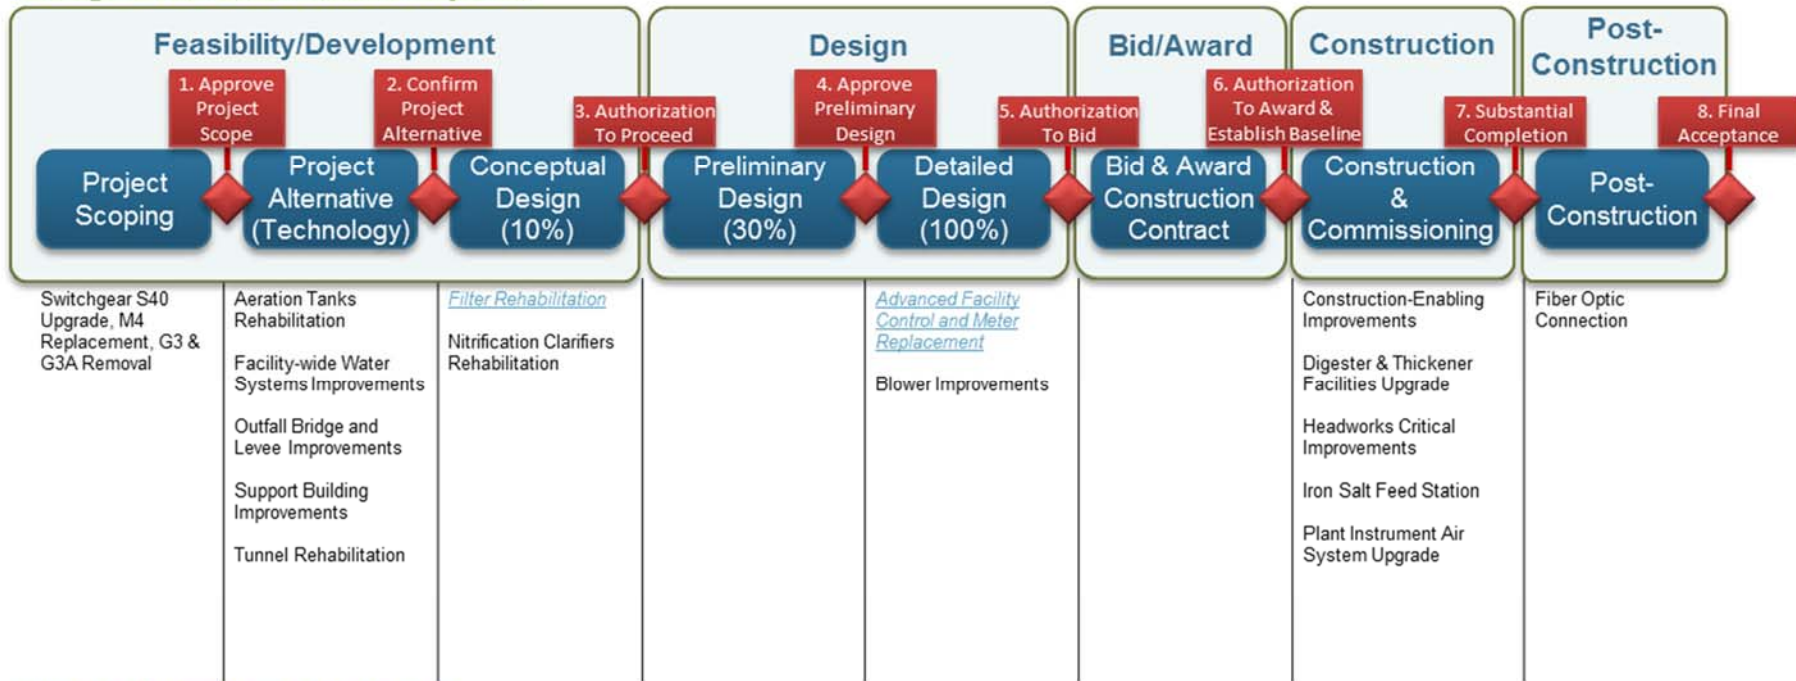 Feasibility/Development
Design
Bid/Award
Construction
Post-
Construction
1. Approve
Project
Scope
2. Confirm
Project
Alternative
3. Authorization
To Proceed
4. Approve
Preliminary
Design
5. Authorization
To Bid
6. Authorization
To Award &
Establish Baseline
7. Substantial
Completion
8. Final
Acceptance
Project
Scoping
Project
Alternative
(Technology)
Conceptual
Design
(10%)
Preliminary
Design
(30%)
Detailed
Design
(100%)
Bid & Award
Construction
Contract
Construction
&
Commissioning
Post-
Construction
Switchgear S40
Upgrade, M4
Replacement, G3 &
G3A Removal
Aeration Tanks
Rehabilitation
Facility-wide Water
Systems Improvements
Outfall Bridge and
Levee Improvements
Support Building
Improvements
Tunnel Rehabilitation
Filter Rehabilitation
Nitrification Clarifiers
Rehabilitation
Advanced Facility
Control and Meter
Replacement
Blower Improvements
Construction-Enabling
Improvements
Digester & Thickener
Facilities Upgrade
Headworks Critical
Improvements
Iron Salt Feed Station
Plant Instrument Air
System Upgrade
Fiber Optic
Connection